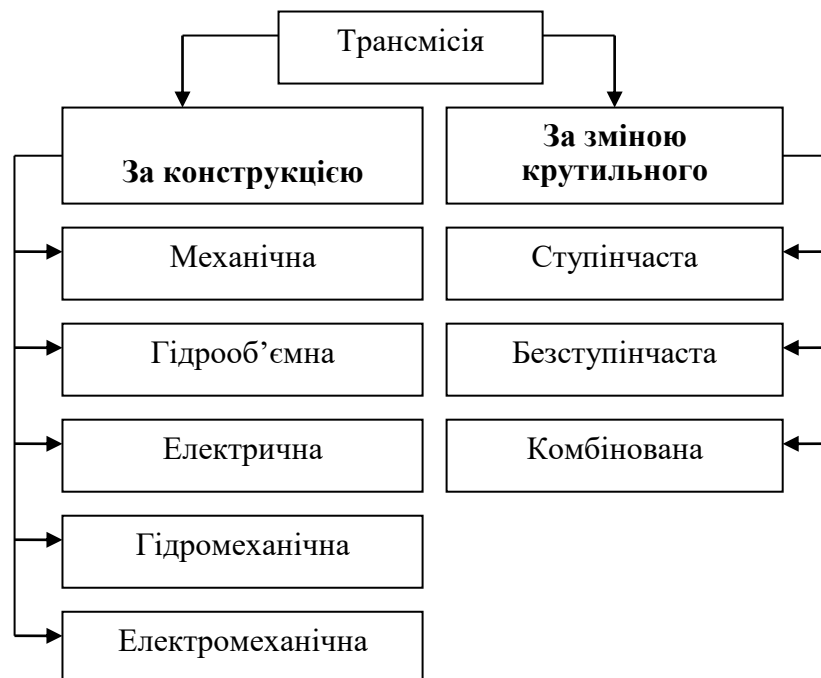 Трансмісія
За конструкцією
За зміною
крутильного
Механічна
Ступінчаста
Гідрооб’ємна
Безступінчаста
Електрична
Комбінована
Гідромеханічна
Електромеханічна